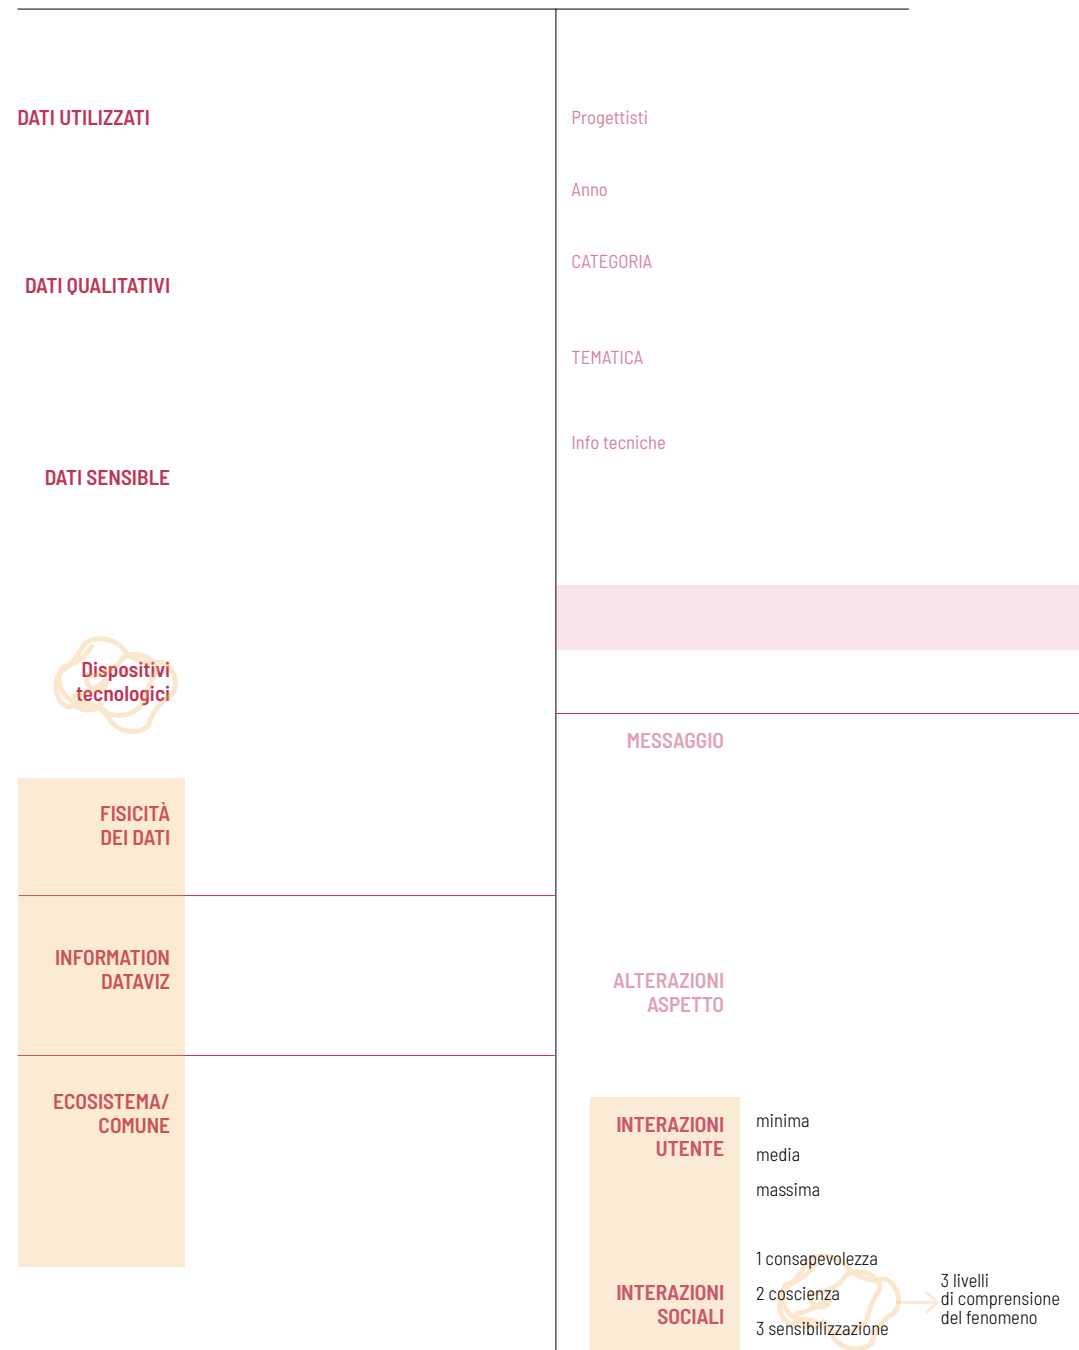 DATI UTILIZZATI
DATI QUALITATIVI
DATI SENSIBLE
Dispositivi
tecnologici
FISICITÀ
DEI DATI
INFORMATION
DATAVIZ
ECOSISTEMA/
COMUNE
Progettisti
Anno
CATEGORIA
TEMATICA
Info tecniche
MESSAGGIO
ALTERAZIONI
ASPETTO
INTERAZIONI
UTENTE
minima
media
massima
INTERAZIONI
SOCIALI
1 consapevolezza
2 coscienza
3 sensibilizzazione
3 livelli
di comprensione
del fenomeno